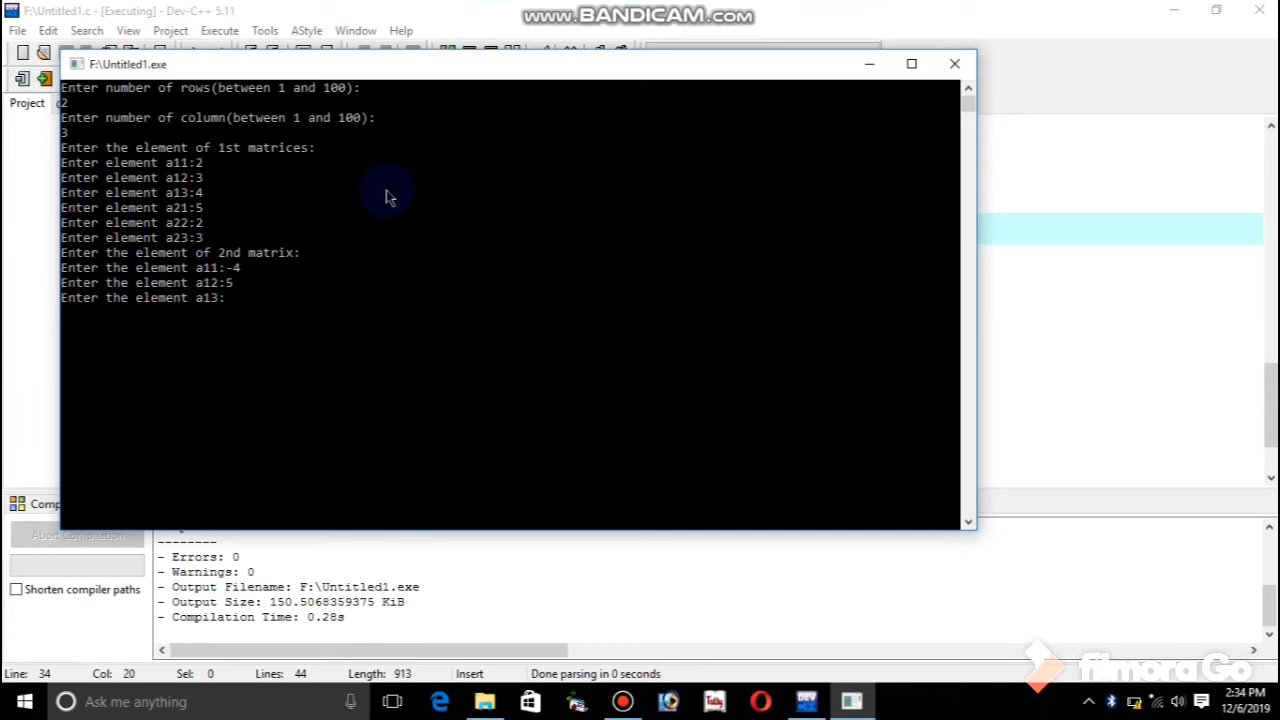 F:\Untitled1.c - [Executing] - Dev-C++ 5.11
www.BANDICAM.com
File Edit Search View Project Execute Tools AStyle Window Help
F:\Untitled1.exe
Project
Enter number of rows(between 1 and 100):
2
Enter number of column(between 1 and 100):
3
Enter the element of 1st matrices:
Enter element a11:2
Enter element a12:3
Enter element a13:4
Enter element a21:5
Enter element a22:2
Enter element a23:3
Enter the element of 2nd matrix:
Enter the element a11:-4
Enter the element a12:5
Enter the element a13:
Abort Compilation
Shorten compiler paths
--------
- Errors: 0
- Warnings: 0
- Output Filename: F:\Untitled1.exe
- Output Size: 150.5068359375 KiB
- Compilation Time: 0.28s
filmora Go
Line: 34 Col: 20 Sel: 0 Lines: 44 Length: 913 Insert Done parsing in 0 seconds
Ask me anything
Tally
DEV
2:34 PM
12/6/2019